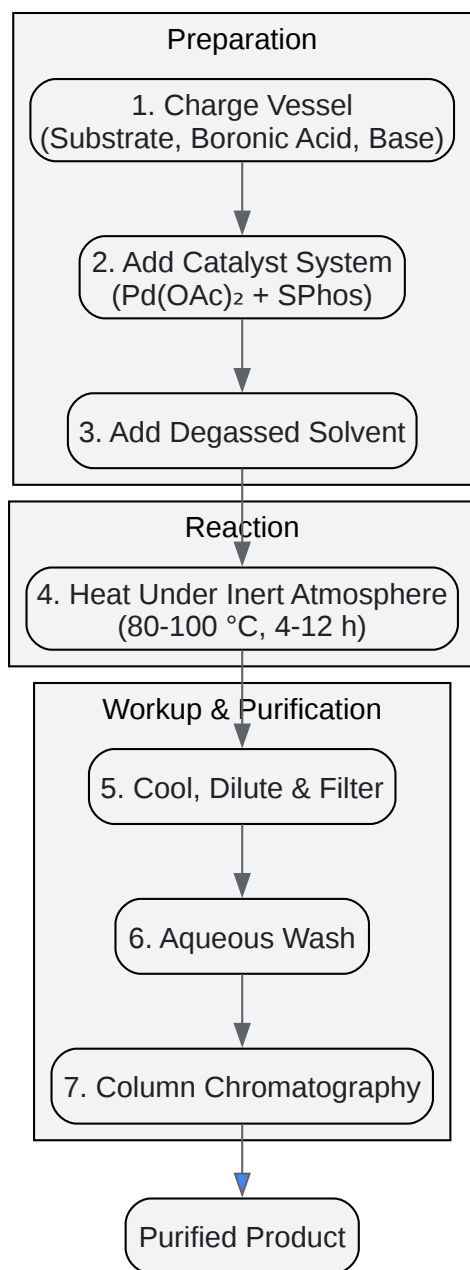 Preparation
1. Charge Vessel
(Substrate, Boronic Acid, Base)
2. Add Catalyst System
(Pd(OAc)₂ + SPhos)
3. Add Degassed Solvent
Reaction
4. Heat Under Inert Atmosphere
(80-100 °C, 4-12 h)
Workup & Purification
5. Cool, Dilute & Filter
6. Aqueous Wash
7. Column Chromatography
Purified Product